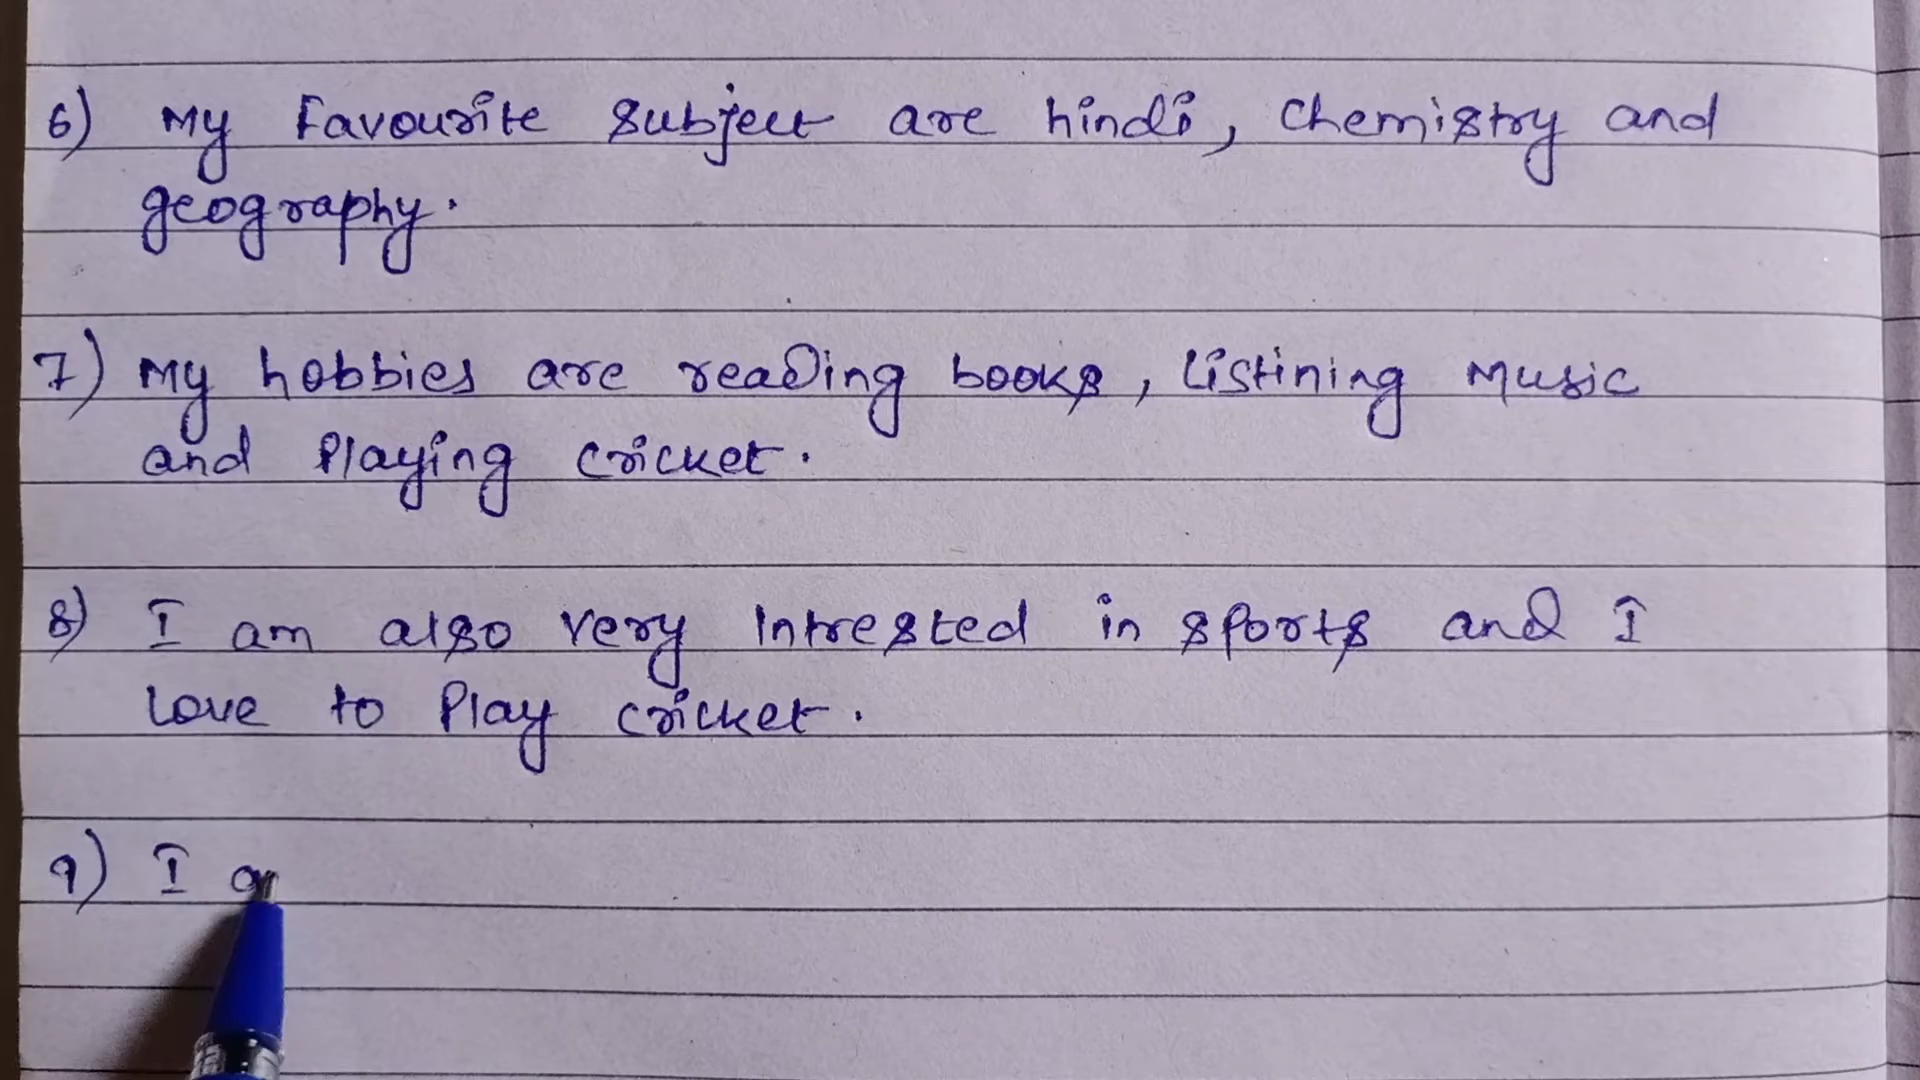 6) My Favourite subject are hindi, Chemistry and
geography.
7) My hobbies are reading books, Listining Music
and Playing cricket.
8) I am also very Intrested in sports and I
Love to Play cricket.
9) I a